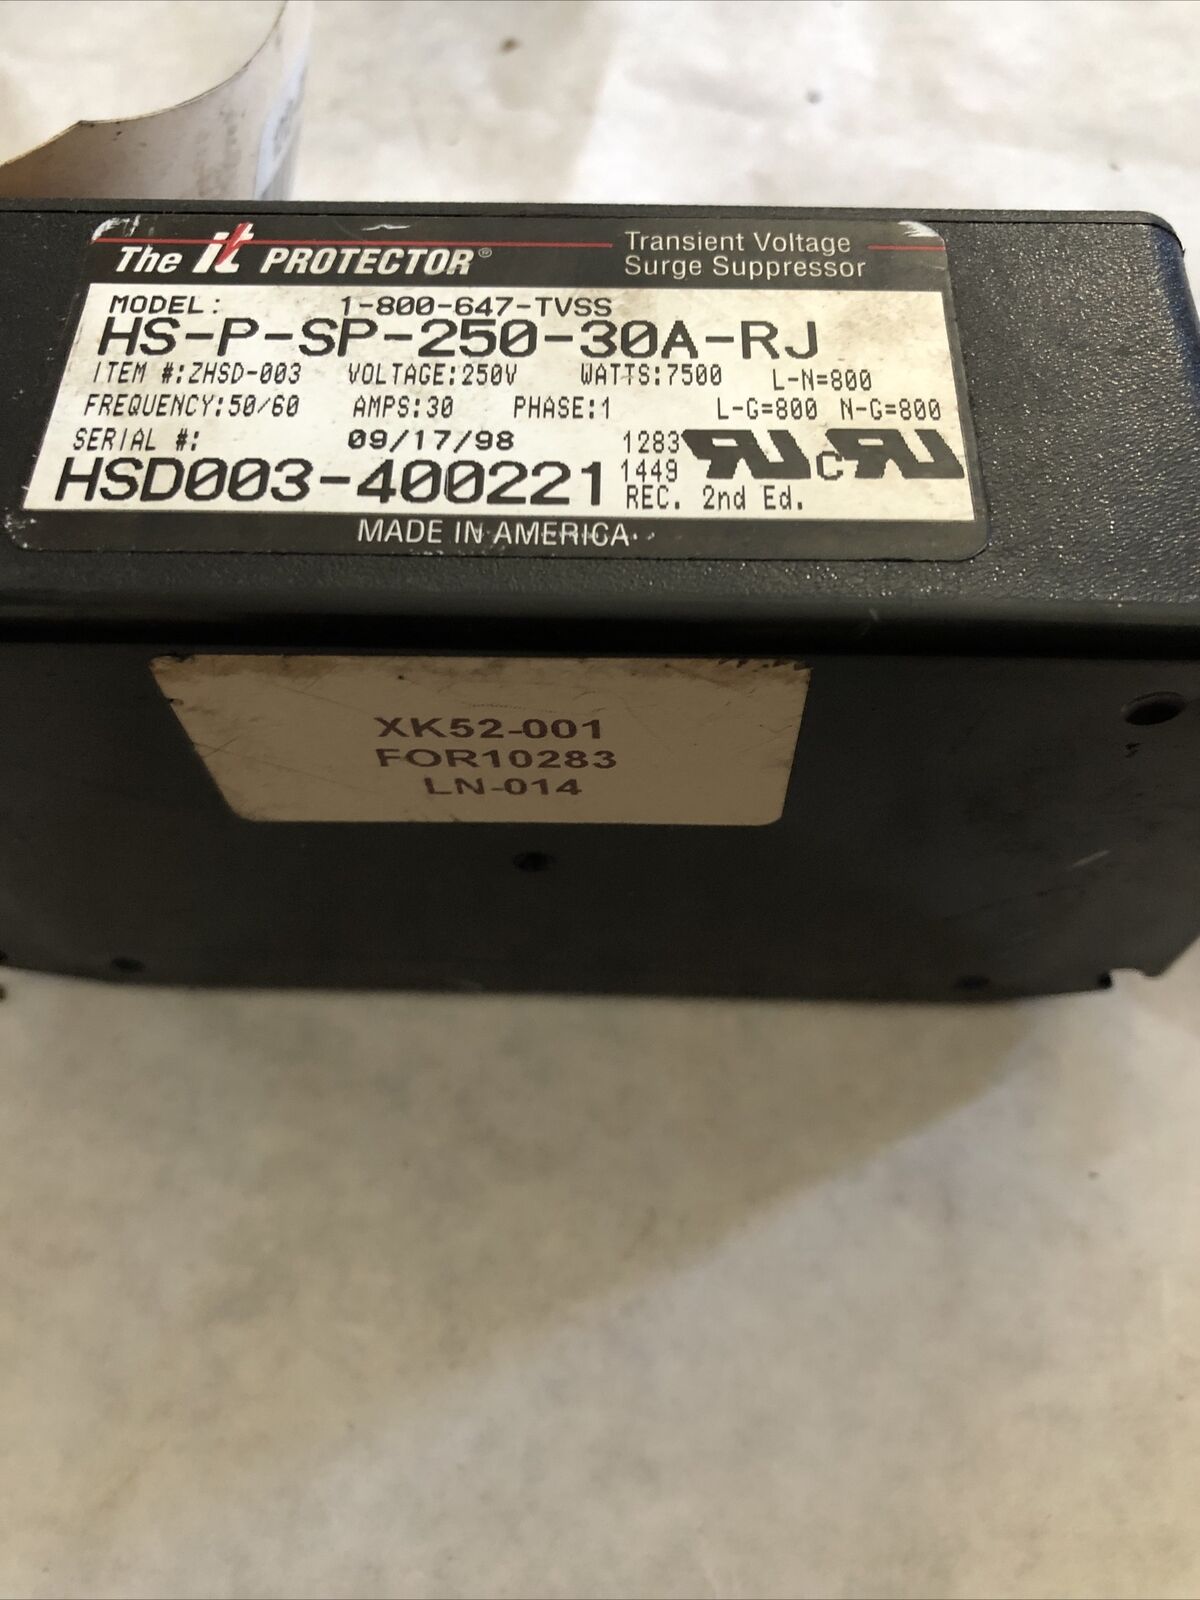 The it PROTECTOR®
Transient Voltage
Surge Suppressor
MODEL: 1-800-647-TVSS
HS-P-SP-250-30A-RJ
ITEM #:ZHSD-003 VOLTAGE:250V WATTS:7500 L-N=800
FREQUENCY:50/60 AMPS:30 PHASE:1 L-G=800 N-G=800
SERIAL #: 09/17/98
HSD003-400221
1283
1449
REC. 2nd Ed.
RU C RU
MADE IN AMERICA
XK52-001
FOR10283
LN-014